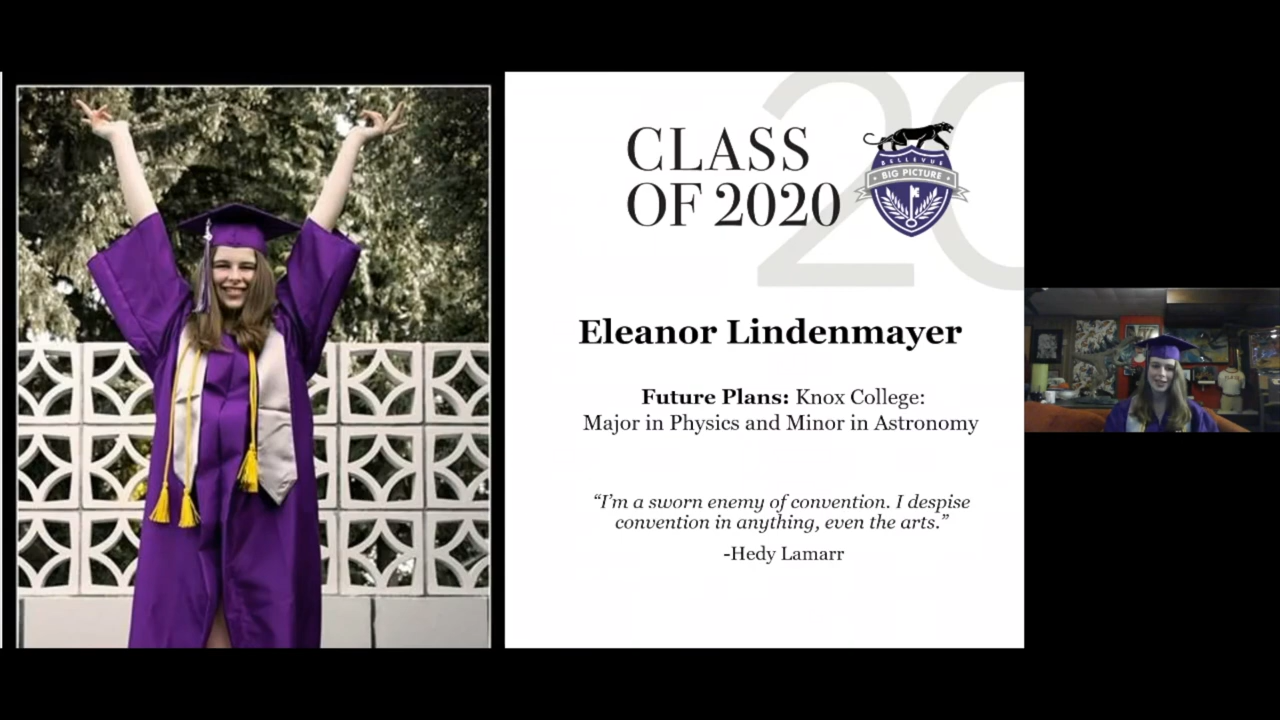 CLASS
OF 2020
20
BELLEVUE
BIG PICTURE
Eleanor Lindenmayer
Future Plans: Knox College:
Major in Physics and Minor in Astronomy
“I’m a sworn enemy of convention. I despise
convention in anything, even the arts.”
-Hedy Lamarr